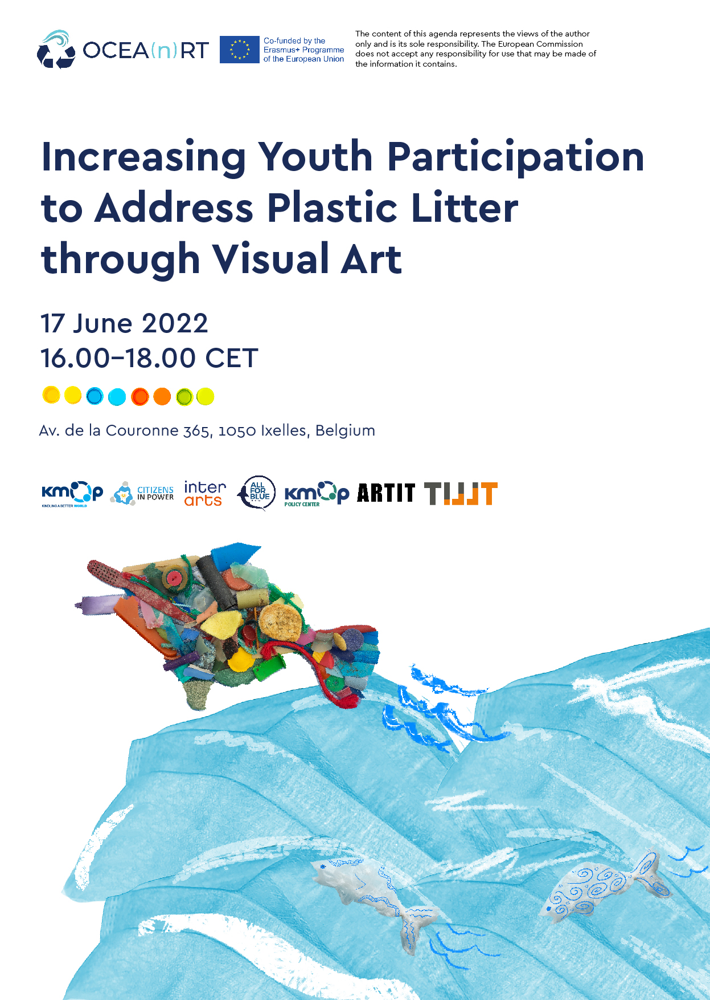 OCEA(n)RT
Co-funded by the
Erasmus+ Programme
of the European Union
The content of this agenda represents the views of the author
only and is its sole responsibility. The European Commission
does not accept any responsibility for use that may be made of
the information it contains.
Increasing Youth Participation
to Address Plastic Litter
through Visual Art
17 June 2022
16.00–18.00 CET
Av. de la Couronne 365, 1050 Ixelles, Belgium
kmop
KINDLING A BETTER WORLD
CITIZENS
IN POWER
inter
arts
ALL
FOR
BLUE
kmop
POLICY CENTER
ARTIT